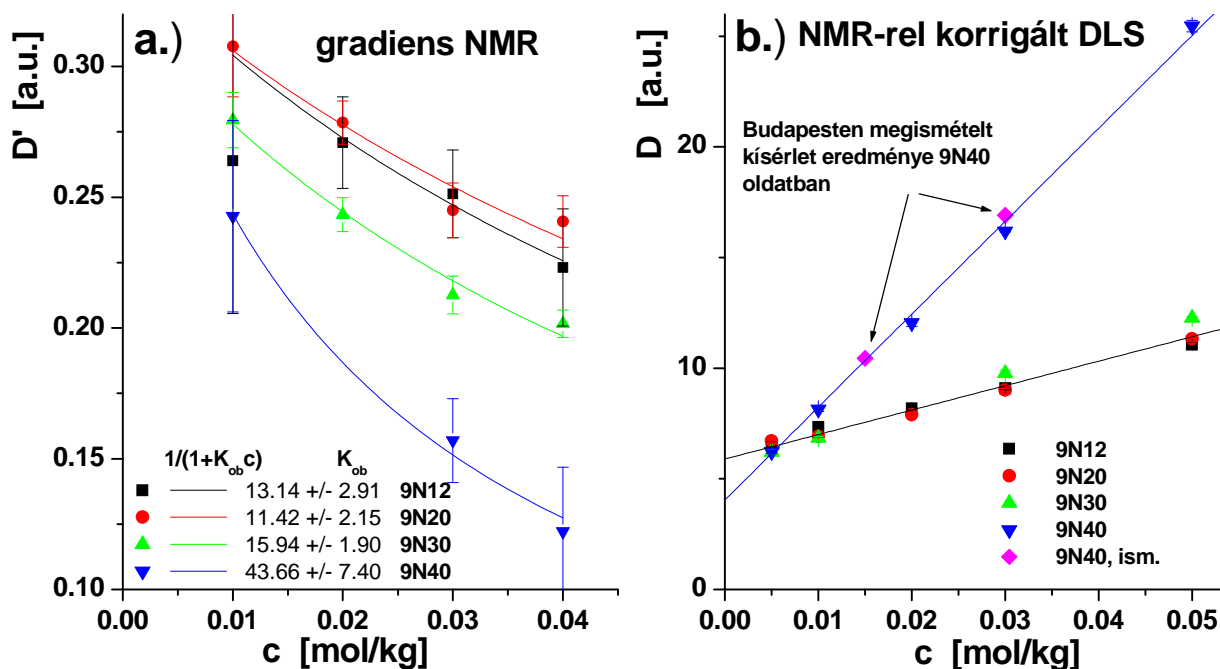 a.)
gradiens NMR
D' [a.u.]
0.30
0.25
0.20
0.15
0.10
1/(1+K_ob c) K_ob
13.14 +/- 2.91 9N12
11.42 +/- 2.15 9N20
15.94 +/- 1.90 9N30
43.66 +/- 7.40 9N40
0.00 0.01 0.02 0.03 0.04
c [mol/kg]
b.) NMR-rel korrigált DLS
D [a.u.]
20
10
0
Budapesten megismételt
kísérlet eredménye 9N40
oldatban
9N12
9N20
9N30
9N40
9N40, ism.
0.00 0.01 0.02 0.03 0.04 0.05
c [mol/kg]